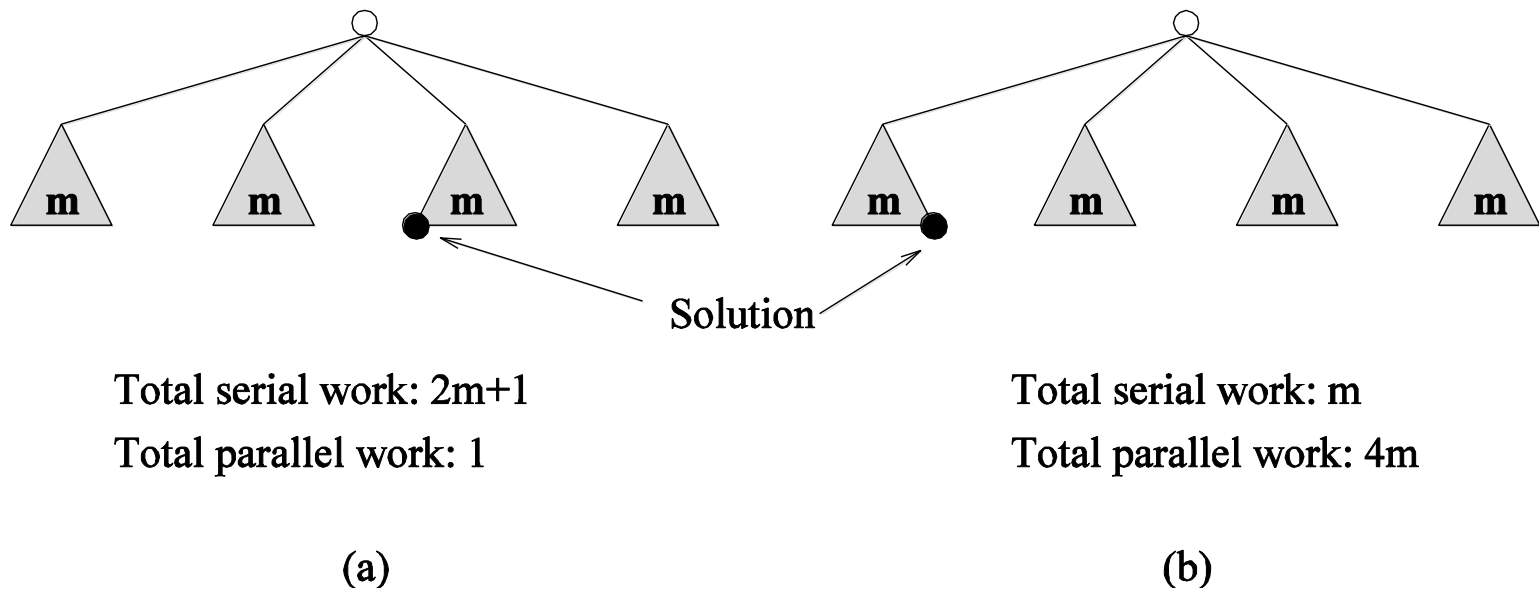 m m m m m m m m
Solution
Total serial work: 2m+1 Total serial work: m
Total parallel work: 1 Total parallel work: 4m
(a) (b)